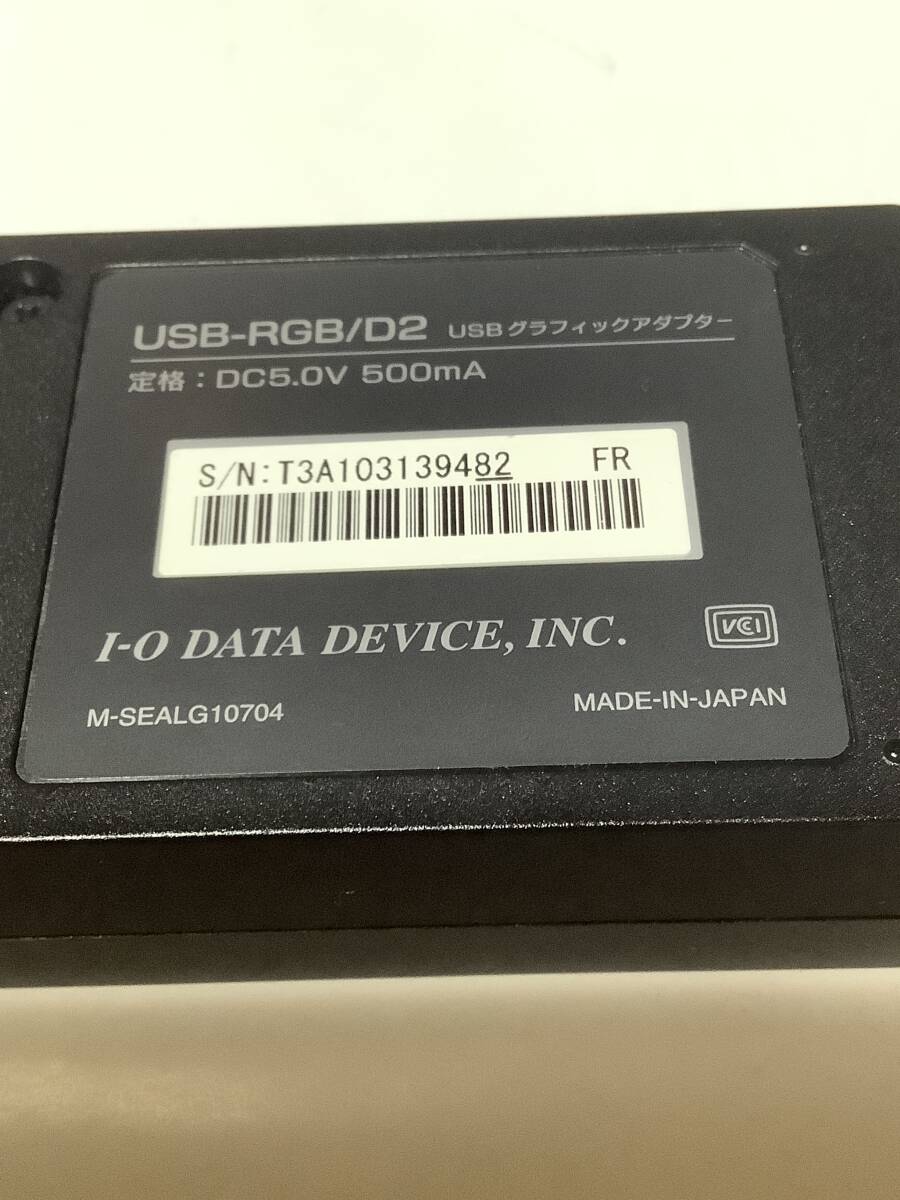 USB-RGB/D2 USBグラフィックアダプター
定格：DC5.0V 500mA
S/N:T3A103139482 FR
I-O DATA DEVICE, INC. VCI
M-SEALG10704 MADE-IN-JAPAN